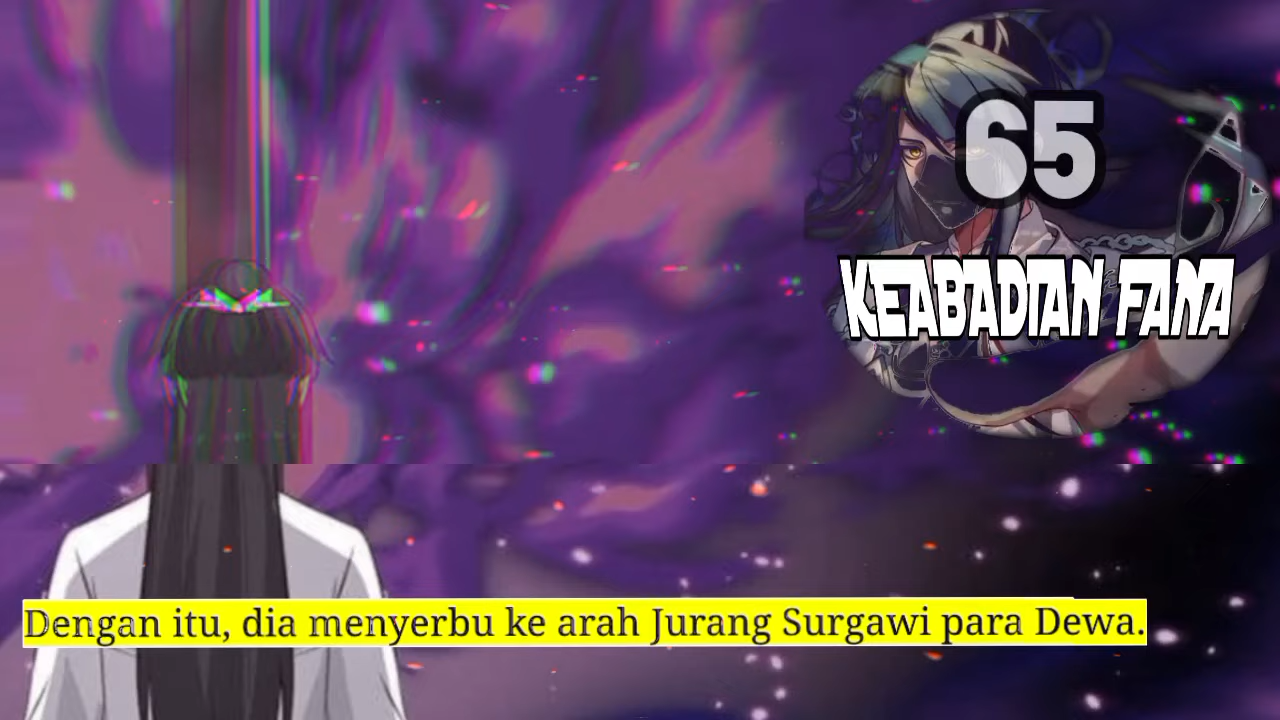 65
KEABADIAN FANA
Dengan itu, dia menyerbu ke arah Jurang Surgawi para Dewa.